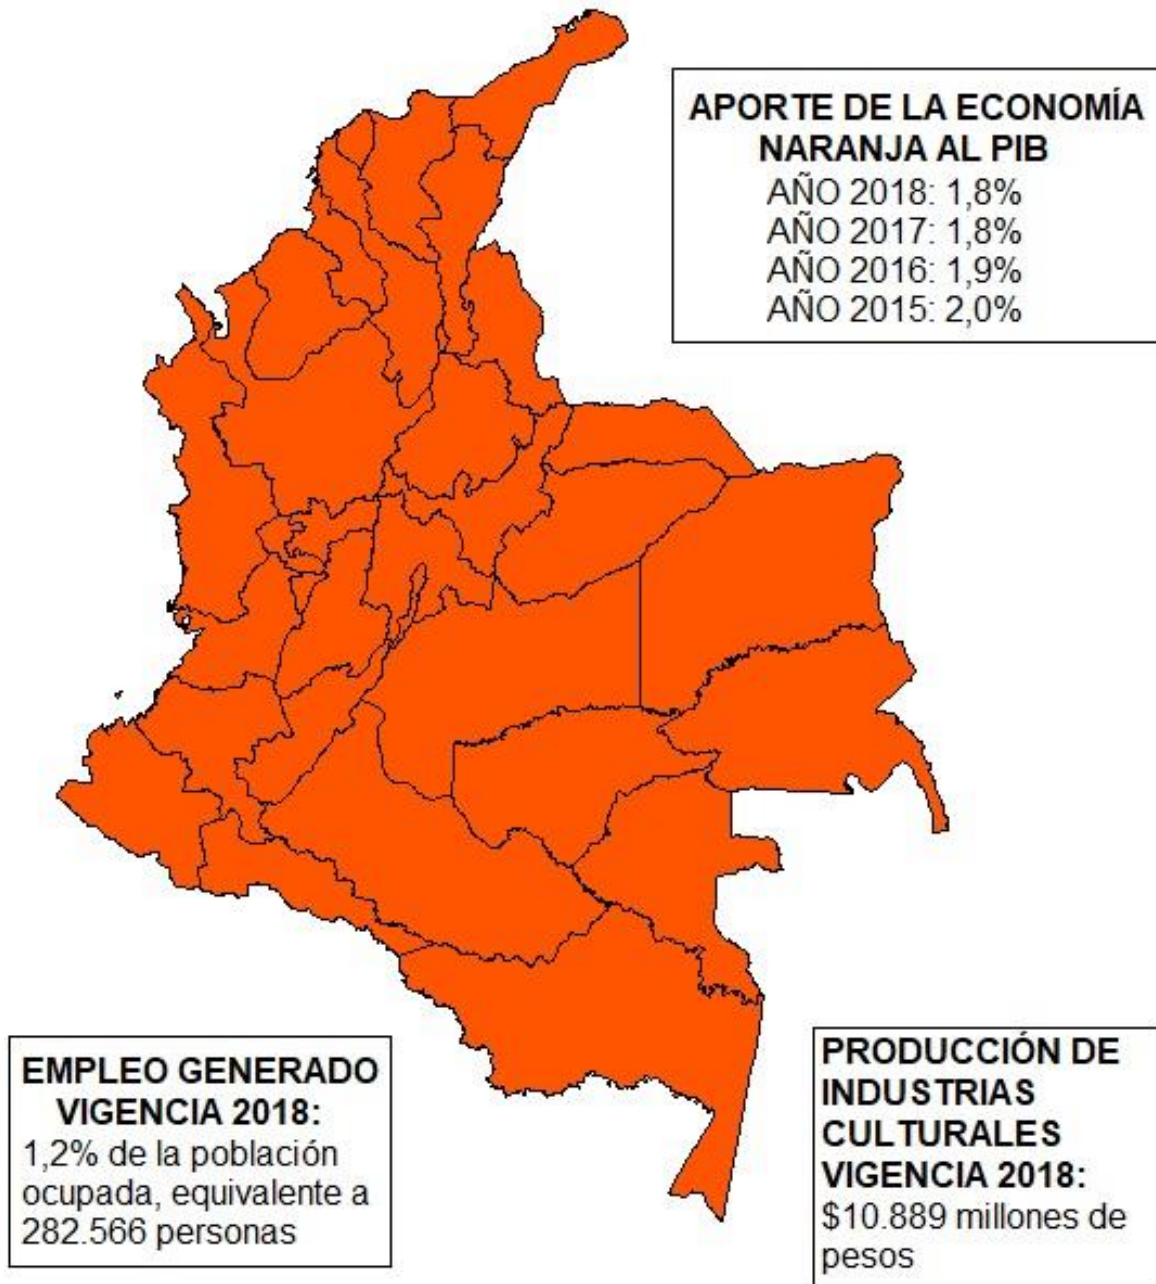 APORTE DE LA ECONOMÍA
NARANJA AL PIB
AÑO 2018: 1,8%
AÑO 2017: 1,8%
AÑO 2016: 1,9%
AÑO 2015: 2,0%
EMPLEO GENERADO
VIGENCIA 2018:
1,2% de la población
ocupada, equivalente a
282.566 personas
PRODUCCIÓN DE
INDUSTRIAS
CULTURALES
VIGENCIA 2018:
$10.889 millones de
pesos